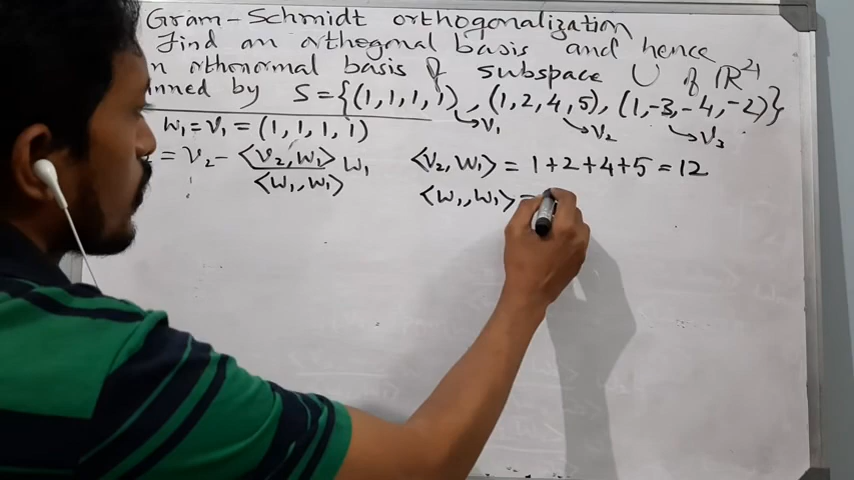 Gram-Schmidt orthogonalization
Find an orthogonal basis and hence
n orthonormal basis of subspace U of ℝ⁴
nned by S={(1,1,1,1), (1,2,4,5), (1,-3,-4,-2)}
→V₁ →V₂ →V₃
W₁=V₁=(1,1,1,1)
= V₂- <V₂,W₁>/<W₁,W₁> W₁
<V₂,W₁> = 1+2+4+5=12
<W₁,W₁>=